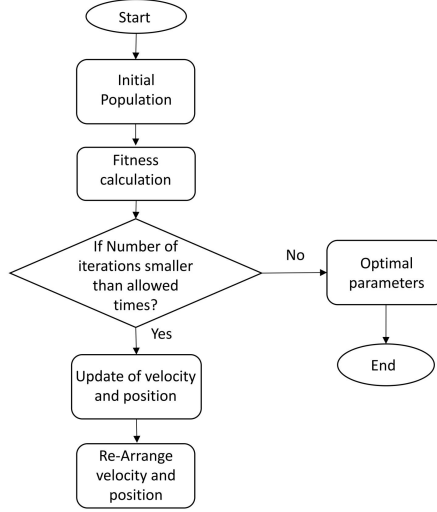 Start
Initial
Population
Fitness
calculation
If Number of
iterations smaller
than allowed
times?
No
Optimal
parameters
Yes
End
Update of velocity
and position
Re-Arrange
velocity and
position